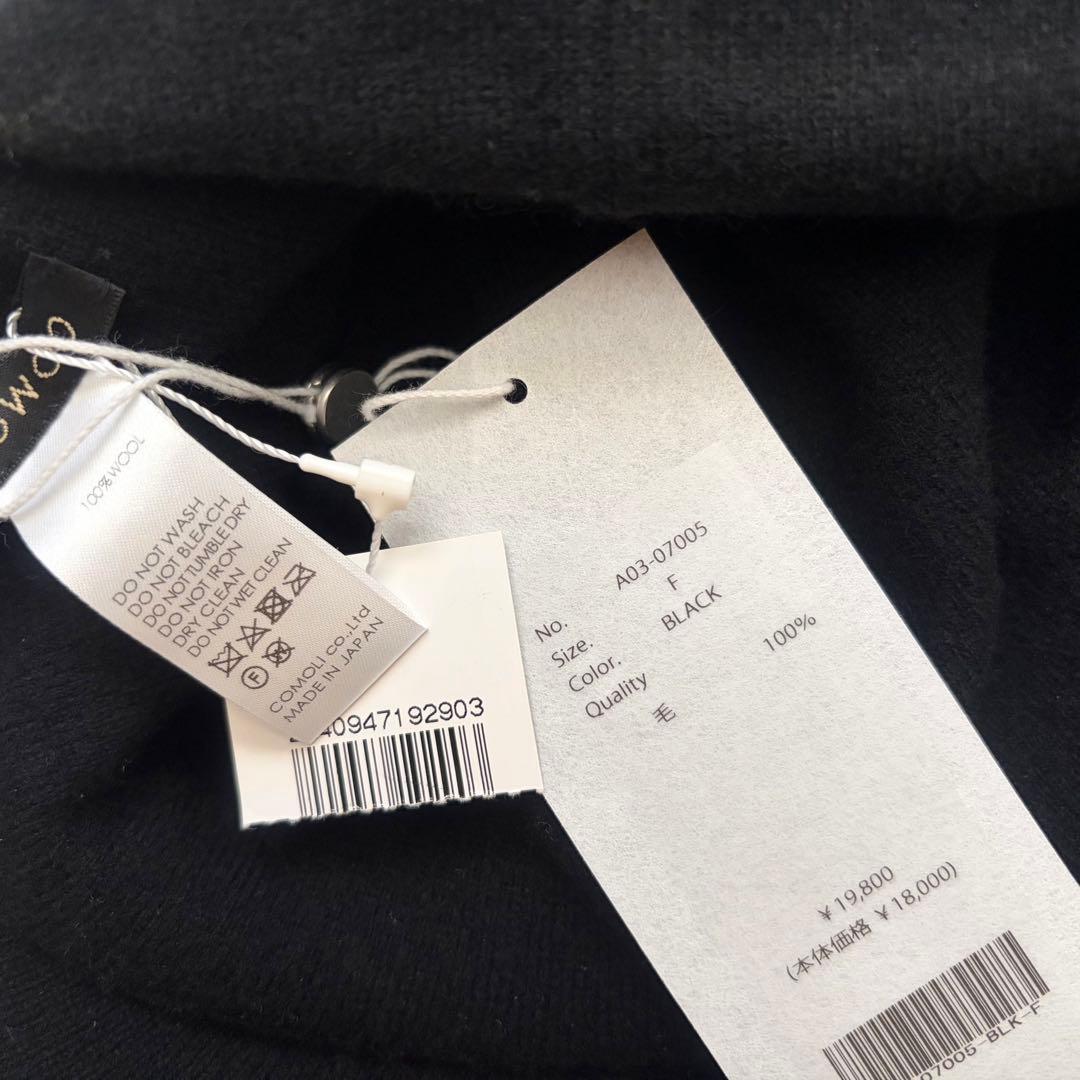 100% WOOL
DO NOT WASH
DO NOT BLEACH
DO NOT TUMBLE DRY
DO NOT IRON
DRY CLEAN
DO NOT WET CLEAN
F
COMOLI co.,Ltd
MADE IN JAPAN
40947192903
No. A03-07005
Size. F
Color. BLACK
Quality
毛 100%
¥19,800
(本体価格 ¥18,000)
07005-BLK-F